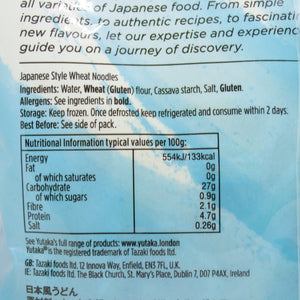 all varieties of Japanese food. From simple
ingredients, to authentic recipes, to fascinati
new flavours, let our expertise and experienc
guide you on a journey of discovery.
Japanese Style Wheat Noodles
Ingredients: Water, Wheat (Gluten) flour, Cassava starch, Salt, Gluten.
Allergens: See ingredients in bold.
Storage: Keep frozen. Once defrosted keep refrigerated and consume within 2 days.
Best Before: See side of pack.
Nutritional Information typical values per 100g:
Energy 554kJ/133kcal
Fat 0g
of which saturates 0g
Carbohydrate 27g
of which sugars 0.9g
Fibre 2.1g
Protein 4.7g
Salt 0.26g
See Yutaka's full range of products: www.yutaka.london
Yutaka® is the registered trademark of Tazaki foods ltd.
GB: Tazaki foods ltd. 12 Innova Way, Enfield, EN3 7FL, U.K.
IE: Tazaki foods ltd. The Black Church, St. Mary's Place, Dublin 7, D07 P4AX, Ireland
日本風うどん